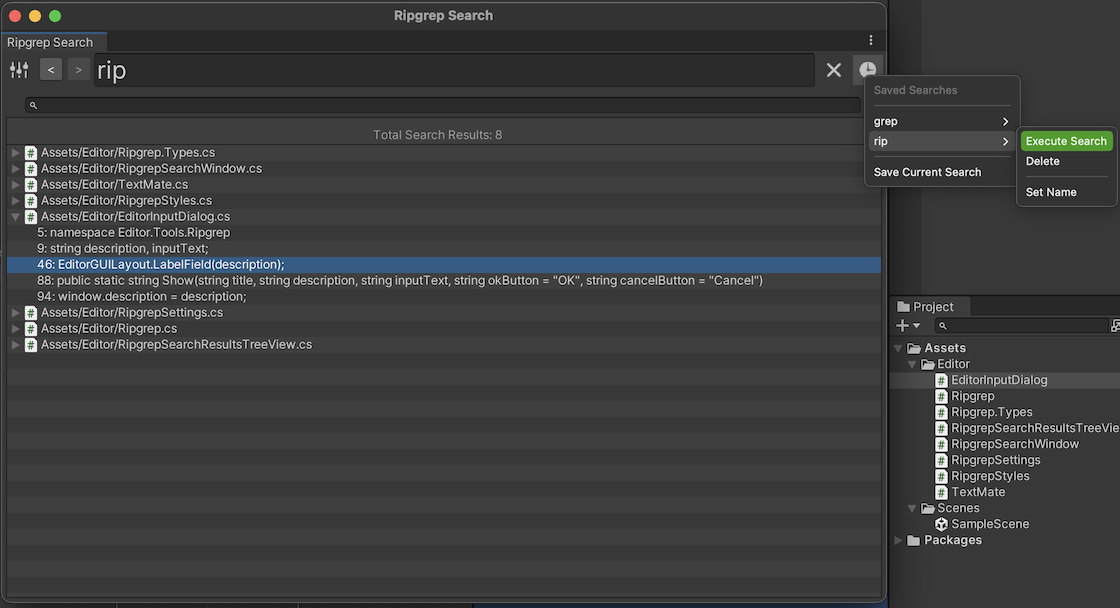 Ripgrep Search
Ripgrep Search
< > rip
Total Search Results: 8
# Assets/Editor/Ripgrep.Types.cs
# Assets/Editor/RipgrepSearchWindow.cs
# Assets/Editor/TextMate.cs
# Assets/Editor/RipgrepStyles.cs
# Assets/Editor/EditorInputDialog.cs
5: namespace Editor.Tools.Ripgrep
9: string description, inputText;
46: EditorGUILayout.LabelField(description);
88: public static string Show(string title, string description, string inputText, string okButton = "OK", string cancelButton = "Cancel")
94: window.description = description;
# Assets/Editor/RipgrepSettings.cs
# Assets/Editor/Ripgrep.cs
# Assets/Editor/RipgrepSearchResultsTreeView.cs
Saved Searches
grep
rip
Save Current Search
Execute Search
Delete
Set Name
Project
Assets
Editor
# EditorInputDialog
# Ripgrep
# Ripgrep.Types
# RipgrepSearchResultsTreeVie
# RipgrepSearchWindow
# RipgrepSettings
# RipgrepStyles
# TextMate
Scenes
SampleScene
Packages